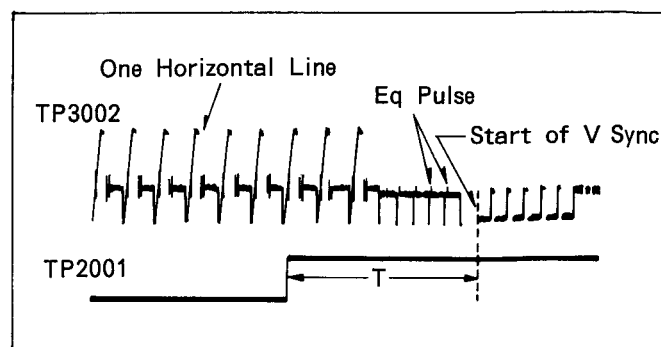 One Horizontal Line
Eq Pulse
TP3002
Start of V Sync
TP2001
T